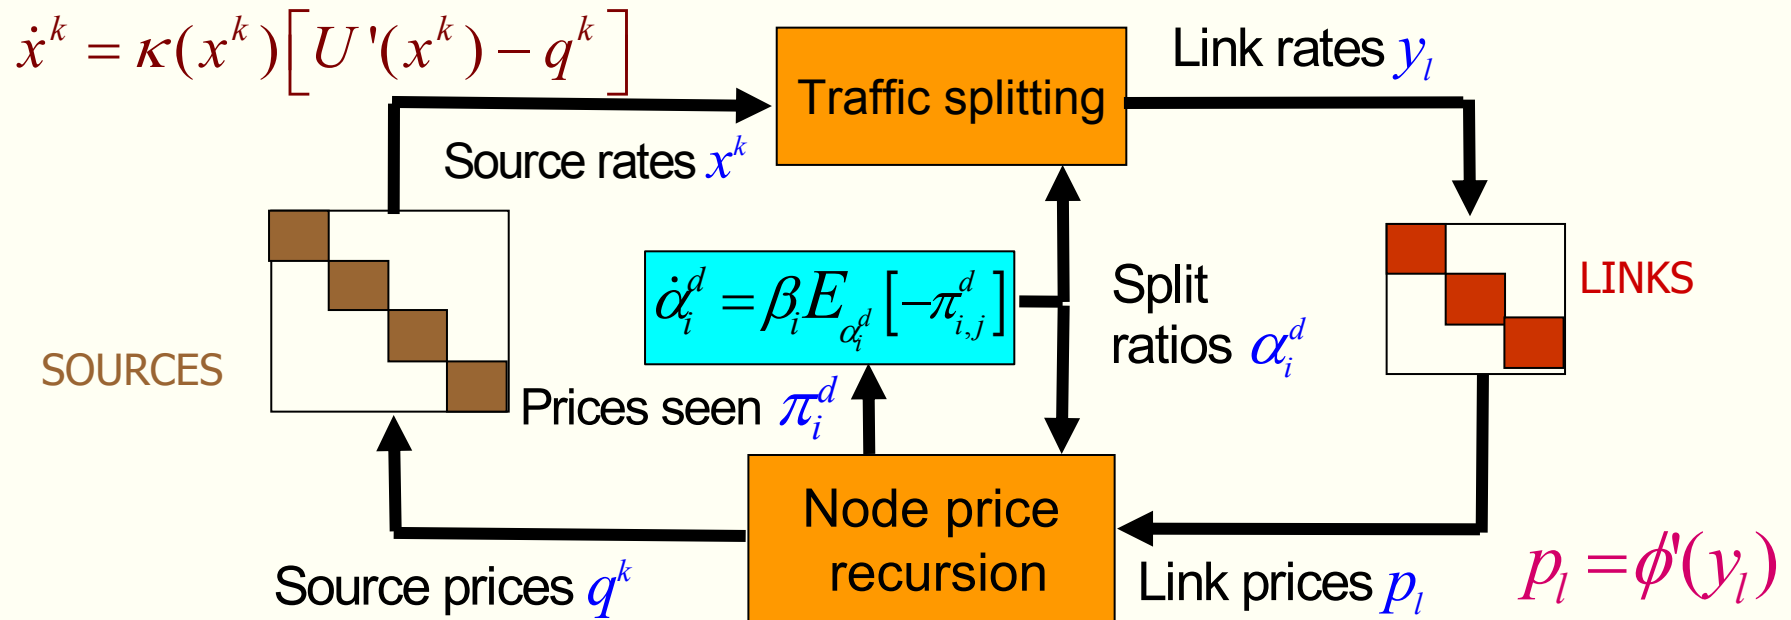 ẋ^k = κ(x^k)[U'(x^k) − q^k]
Traffic splitting
Link rates y_l
Source rates x^k
α̇_i^d = β_i E_{α_i^d} [−π_{i,j}^d]
Split
ratios α_i^d
LINKS
SOURCES
Prices seen π_i^d
Node price
recursion
Source prices q^k
Link prices p_l
p_l = ϕ'(y_l)